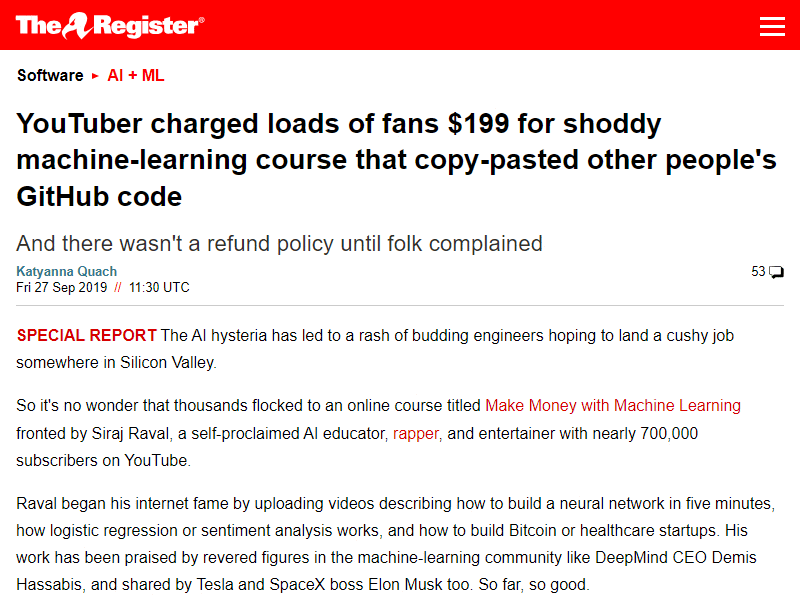 The Register®
Software ▸ AI + ML
YouTuber charged loads of fans $199 for shoddy
machine-learning course that copy-pasted other people's
GitHub code
And there wasn't a refund policy until folk complained
Katyanna Quach
53
Fri 27 Sep 2019 // 11:30 UTC
SPECIAL REPORT The AI hysteria has led to a rash of budding engineers hoping to land a cushy job
somewhere in Silicon Valley.
So it's no wonder that thousands flocked to an online course titled Make Money with Machine Learning
fronted by Siraj Raval, a self-proclaimed AI educator, rapper, and entertainer with nearly 700,000
subscribers on YouTube.
Raval began his internet fame by uploading videos describing how to build a neural network in five minutes,
how logistic regression or sentiment analysis works, and how to build Bitcoin or healthcare startups. His
work has been praised by revered figures in the machine-learning community like DeepMind CEO Demis
Hassabis, and shared by Tesla and SpaceX boss Elon Musk too. So far, so good.